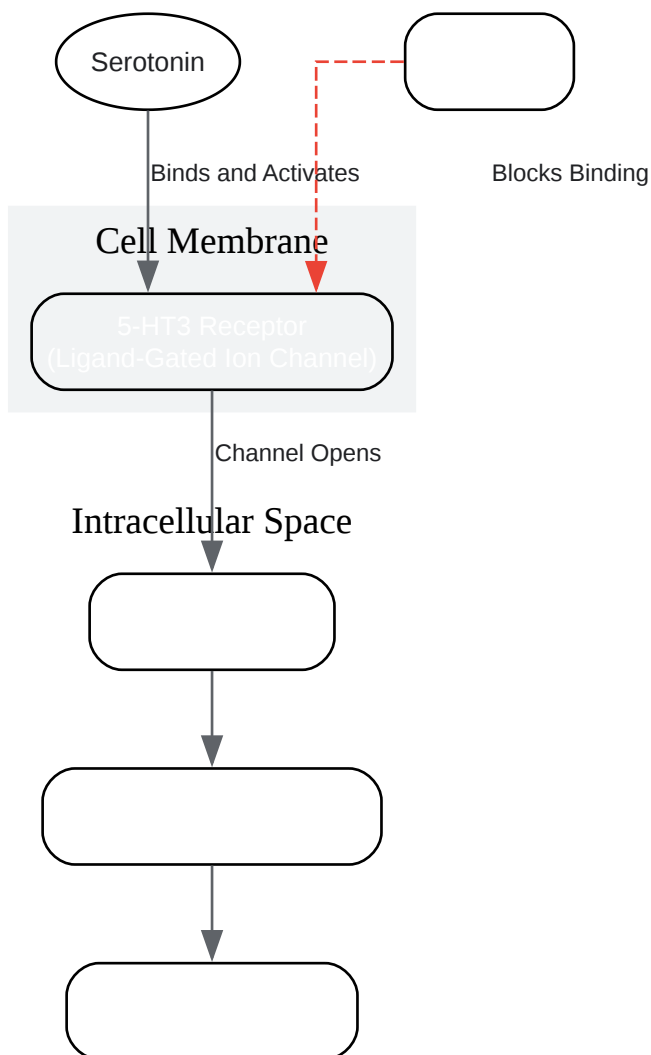 Serotonin
Binds and Activates
Blocks Binding
Cell Membrane
5-HT3 Receptor
(Ligand-Gated Ion Channel)
Channel Opens
Intracellular Space